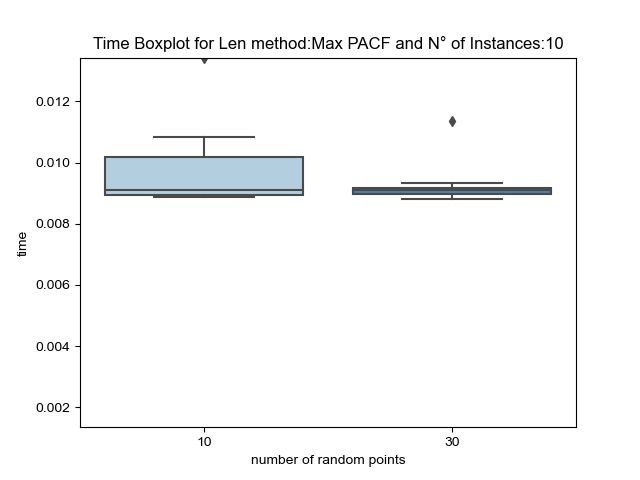 Time Boxplot for Len method:Max PACF and N° of Instances:10
0.012
0.010
0.008
0.006
0.004
0.002
time
10
30
number of random points